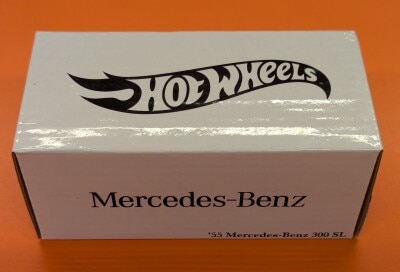 HOT WHEELS
Mercedes-Benz
'55 Mercedes-Benz 300 SL